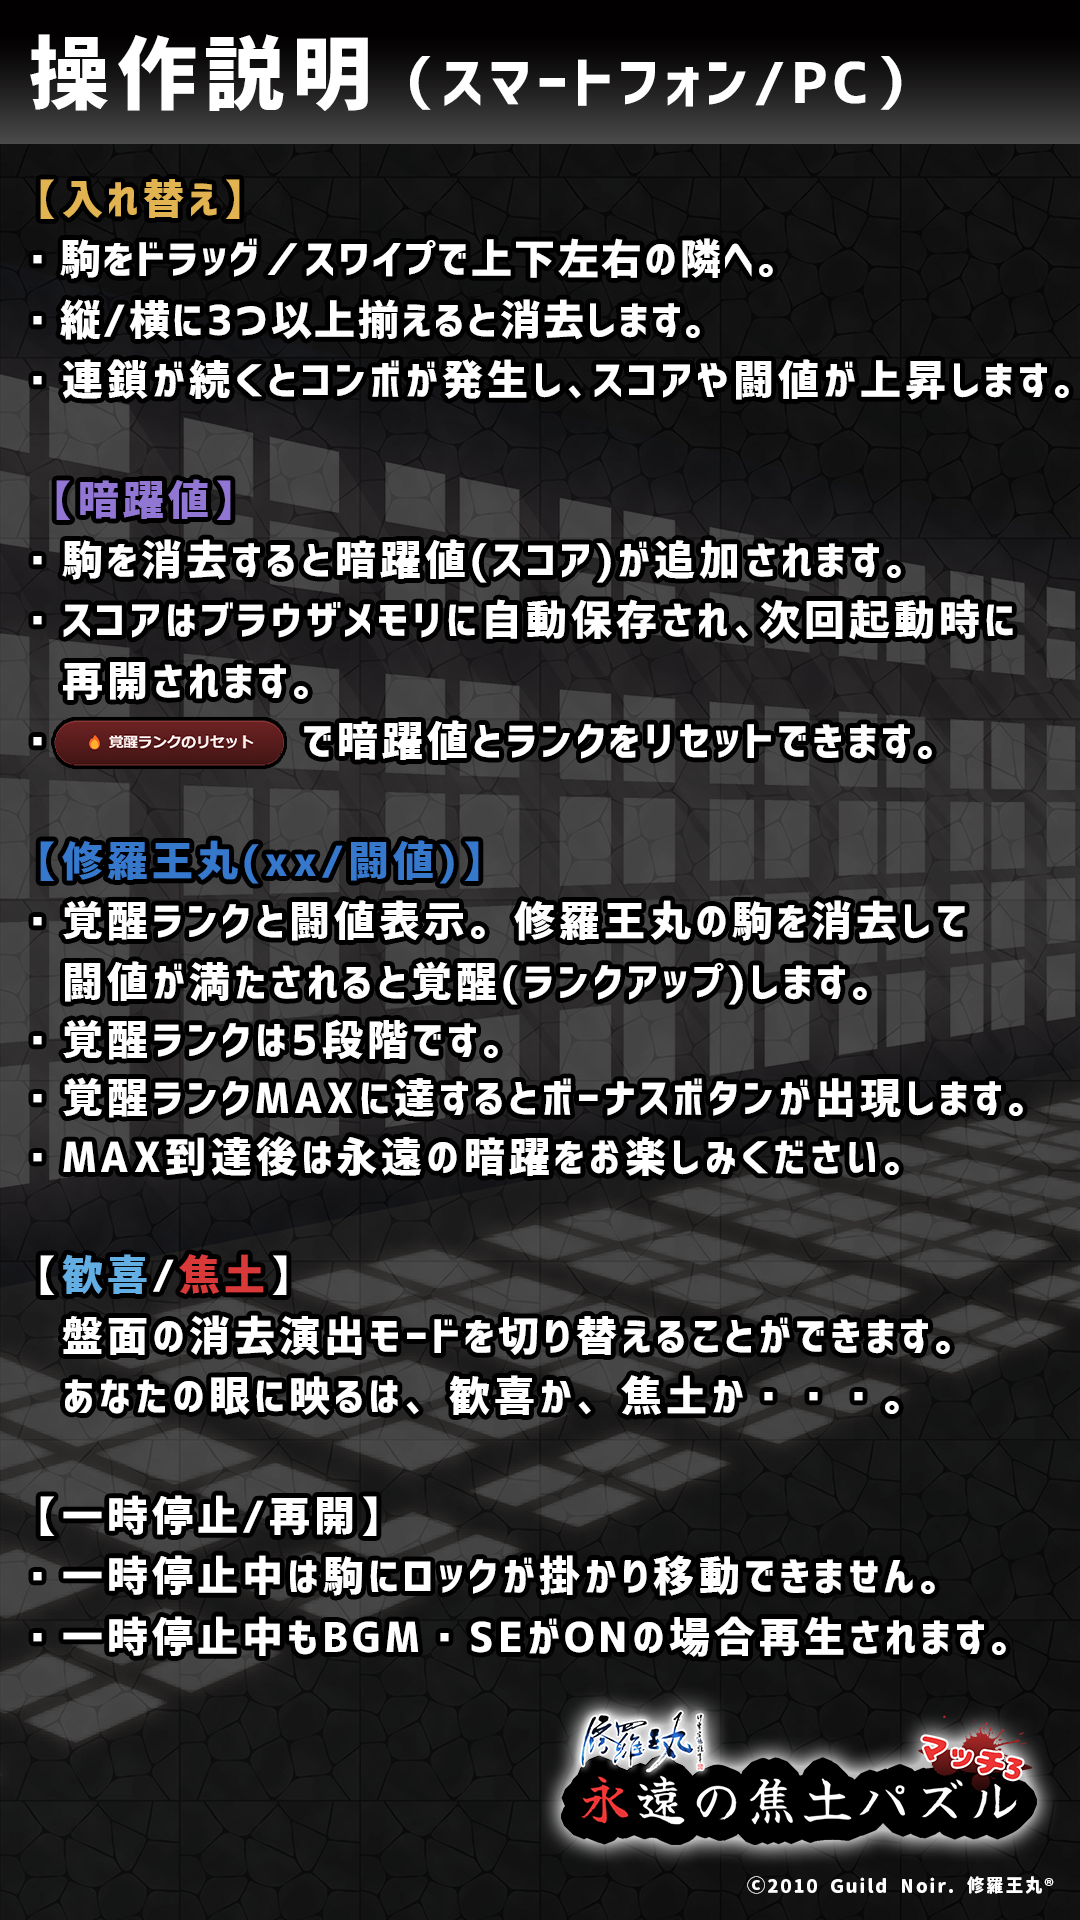 操作説明（スマートフォン/PC）
【入れ替え】
・駒をドラッグ／スワイプで上下左右の隣へ。
・縦/横に3つ以上揃えると消去します。
・連鎖が続くとコンボが発生し、スコアや闘値が上昇します。
【暗躍値】
・駒を消去すると暗躍値(スコア)が追加されます。
・スコアはブラウザメモリに自動保存され、次回起動時に
再開されます。
・🔥 覚醒ランクのリセット で暗躍値とランクをリセットできます。
【修羅王丸(xx/闘値)】
・覚醒ランクと闘値表示。修羅王丸の駒を消去して
闘値が満たされると覚醒(ランクアップ)します。
・覚醒ランクは5段階です。
・覚醒ランクMAXに達するとボーナスボタンが出現します。
・MAX到達後は永遠の暗躍をお楽しみください。
【歓喜/焦土】
盤面の消去演出モードを切り替えることができます。
あなたの眼に映るは、歓喜か、焦土か・・・。
【一時停止/再開】
・一時停止中は駒にロックが掛かり移動できません。
・一時停止中もBGM・SEがONの場合再生されます。
修羅王丸
マッチ3
永遠の焦土パズル
©2010 Guild Noir. 修羅王丸®